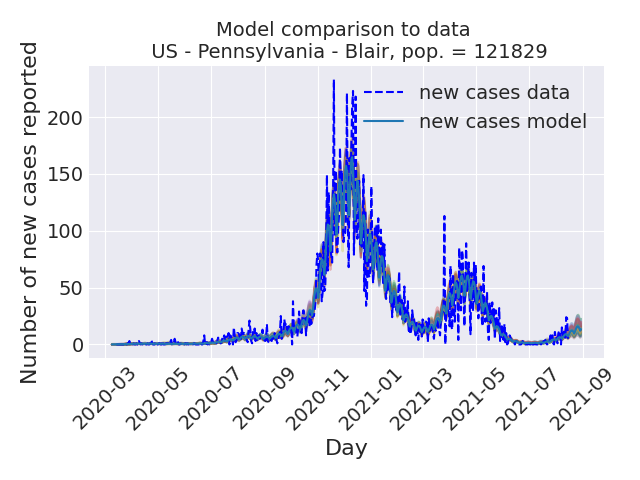 Model comparison to data
US - Pennsylvania - Blair, pop. = 121829
Number of new cases reported
200
150
100
50
0
new cases data
new cases model
2020-03
2020-05
2020-07
2020-09
2020-11
2021-01
2021-03
2021-05
2021-07
2021-09
Day